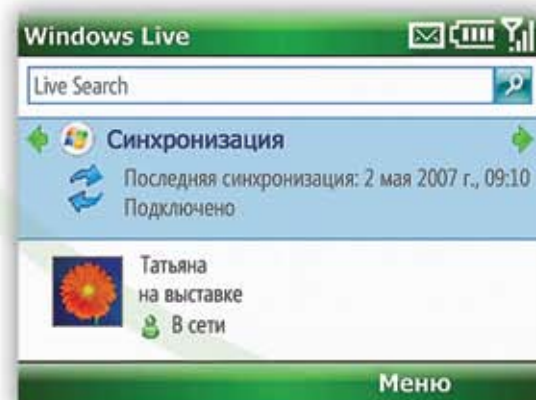 Windows Live
Live Search
Синхронизация
Последняя синхронизация: 2 мая 2007 г., 09:10
Подключено
Татьяна
на выставке
В сети
Меню